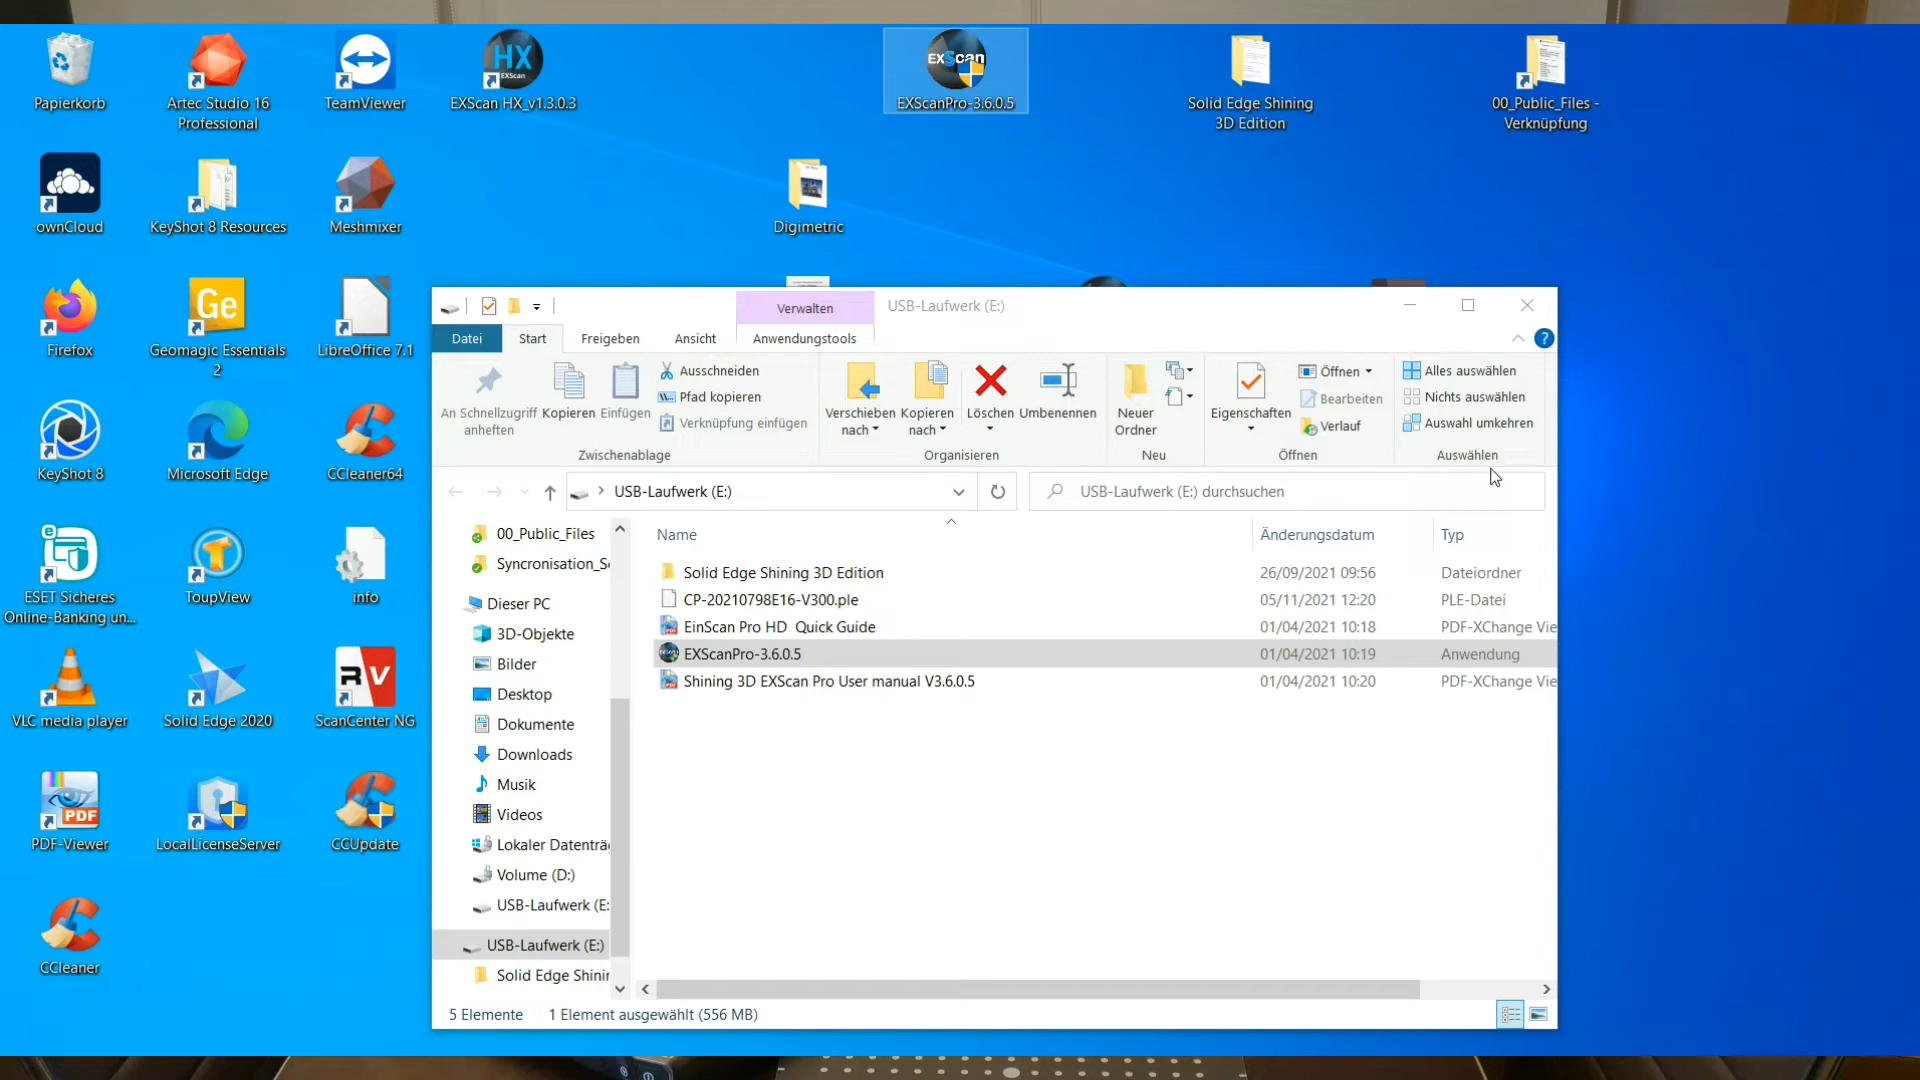 Papierkorb
Artec Studio 16
Professional
TeamViewer
HX
EXScan
EXScan HX_v1.3.0.3
EXScan
EXScanPro-3.6.0.5
Solid Edge Shining
3D Edition
00_Public_Files -
Verknüpfung
ownCloud
KeyShot 8 Resources
Meshmixer
Digimetric
Firefox
Ge
Geomagic Essentials
2
LibreOffice 7.1
KeyShot 8
Microsoft Edge
CCleaner64
ESET Sicheres
Online-Banking un...
ToupView
info
VLC media player
Solid Edge 2020
RV
ScanCenter NG
PDF
PDF-Viewer
LocalLicenseServer
CCUpdate
CCleaner
Verwalten
USB-Laufwerk (E:)
Datei
Start
Freigeben
Ansicht
Anwendungstools
?
An Schnellzugriff
anheften
Kopieren
Einfügen
Ausschneiden
Pfad kopieren
Verknüpfung einfügen
Zwischenablage
Verschieben
nach
Kopieren
nach
Löschen
Umbenennen
Organisieren
Neuer
Ordner
Neu
Eigenschaften
Öffnen
Bearbeiten
Verlauf
Öffnen
Alles auswählen
Nichts auswählen
Auswahl umkehren
Auswählen
USB-Laufwerk (E:)
USB-Laufwerk (E:) durchsuchen
00_Public_Files
Syncronisation_S
Dieser PC
3D-Objekte
Bilder
Desktop
Dokumente
Downloads
Musik
Videos
Lokaler Datenträ
Volume (D:)
USB-Laufwerk (E:
USB-Laufwerk (E:)
Solid Edge Shinin
Name Änderungsdatum Typ
Solid Edge Shining 3D Edition 26/09/2021 09:56 Dateiordner
CP-20210798E16-V300.ple 05/11/2021 12:20 PLE-Datei
EinScan Pro HD  Quick Guide 01/04/2021 10:18 PDF-XChange Vie
EXScanPro-3.6.0.5 01/04/2021 10:19 Anwendung
Shining 3D EXScan Pro User manual V3.6.0.5 01/04/2021 10:20 PDF-XChange Vie
5 Elemente 1 Element ausgewählt (556 MB)